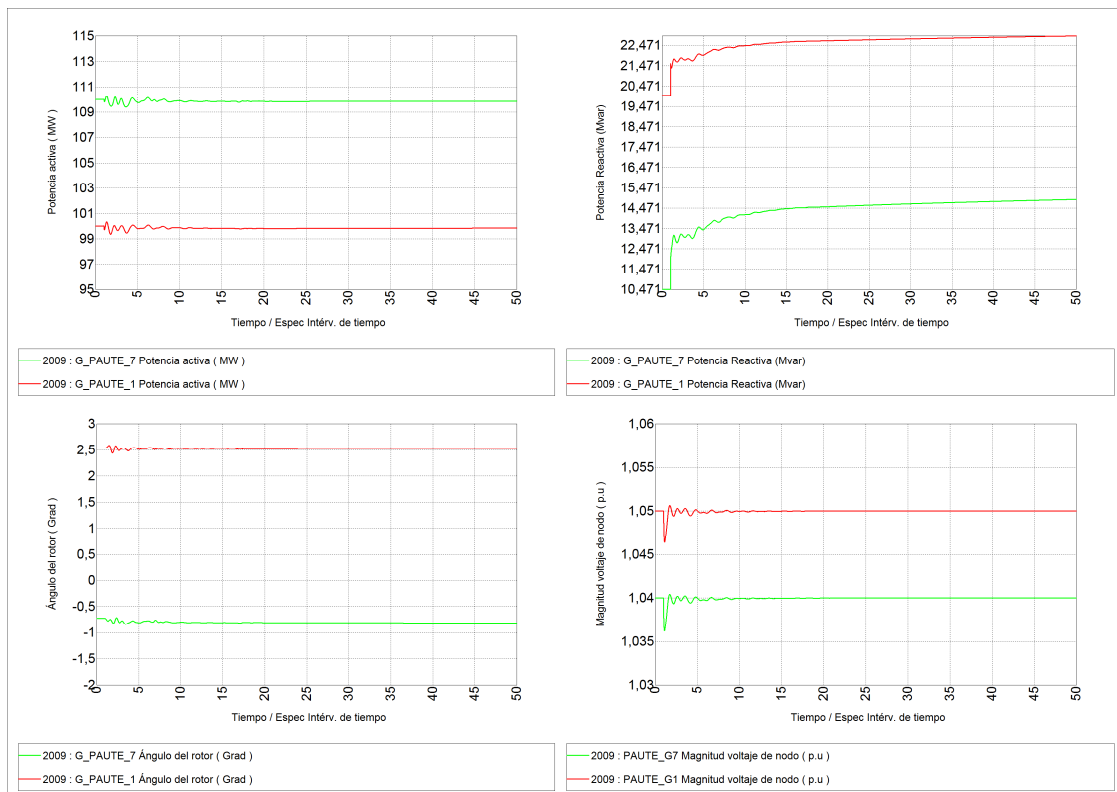 115
113
111
109
107
105
103
101
99
97
95
Potencia activa ( MW )
0 5 10 15 20 25 30 35 40 45 50
Tiempo / Espec Intérv. de tiempo
22,471
21,471
20,471
19,471
18,471
17,471
16,471
15,471
14,471
13,471
12,471
11,471
10,471
Potencia Reactiva (Mvar)
0 5 10 15 20 25 30 35 40 45 50
Tiempo / Espec Intérv. de tiempo
2009 : G_PAUTE_7 Potencia activa ( MW )
2009 : G_PAUTE_1 Potencia activa ( MW )
2009 : G_PAUTE_7 Potencia Reactiva (Mvar)
2009 : G_PAUTE_1 Potencia Reactiva (Mvar)
3
2,5
2
1,5
1
0,5
0
-0,5
-1
-1,5
-2
Ángulo del rotor ( Grad )
0 5 10 15 20 25 30 35 40 45 50
Tiempo / Espec Intérv. de tiempo
1,06
1,055
1,05
1,045
1,04
1,035
1,03
Magnitud voltaje de nodo ( p.u )
0 5 10 15 20 25 30 35 40 45 50
Tiempo / Espec Intérv. de tiempo
2009 : G_PAUTE_7 Ángulo del rotor ( Grad )
2009 : G_PAUTE_1 Ángulo del rotor ( Grad )
2009 : PAUTE_G7 Magnitud voltaje de nodo ( p.u )
2009 : PAUTE_G1 Magnitud voltaje de nodo ( p.u )